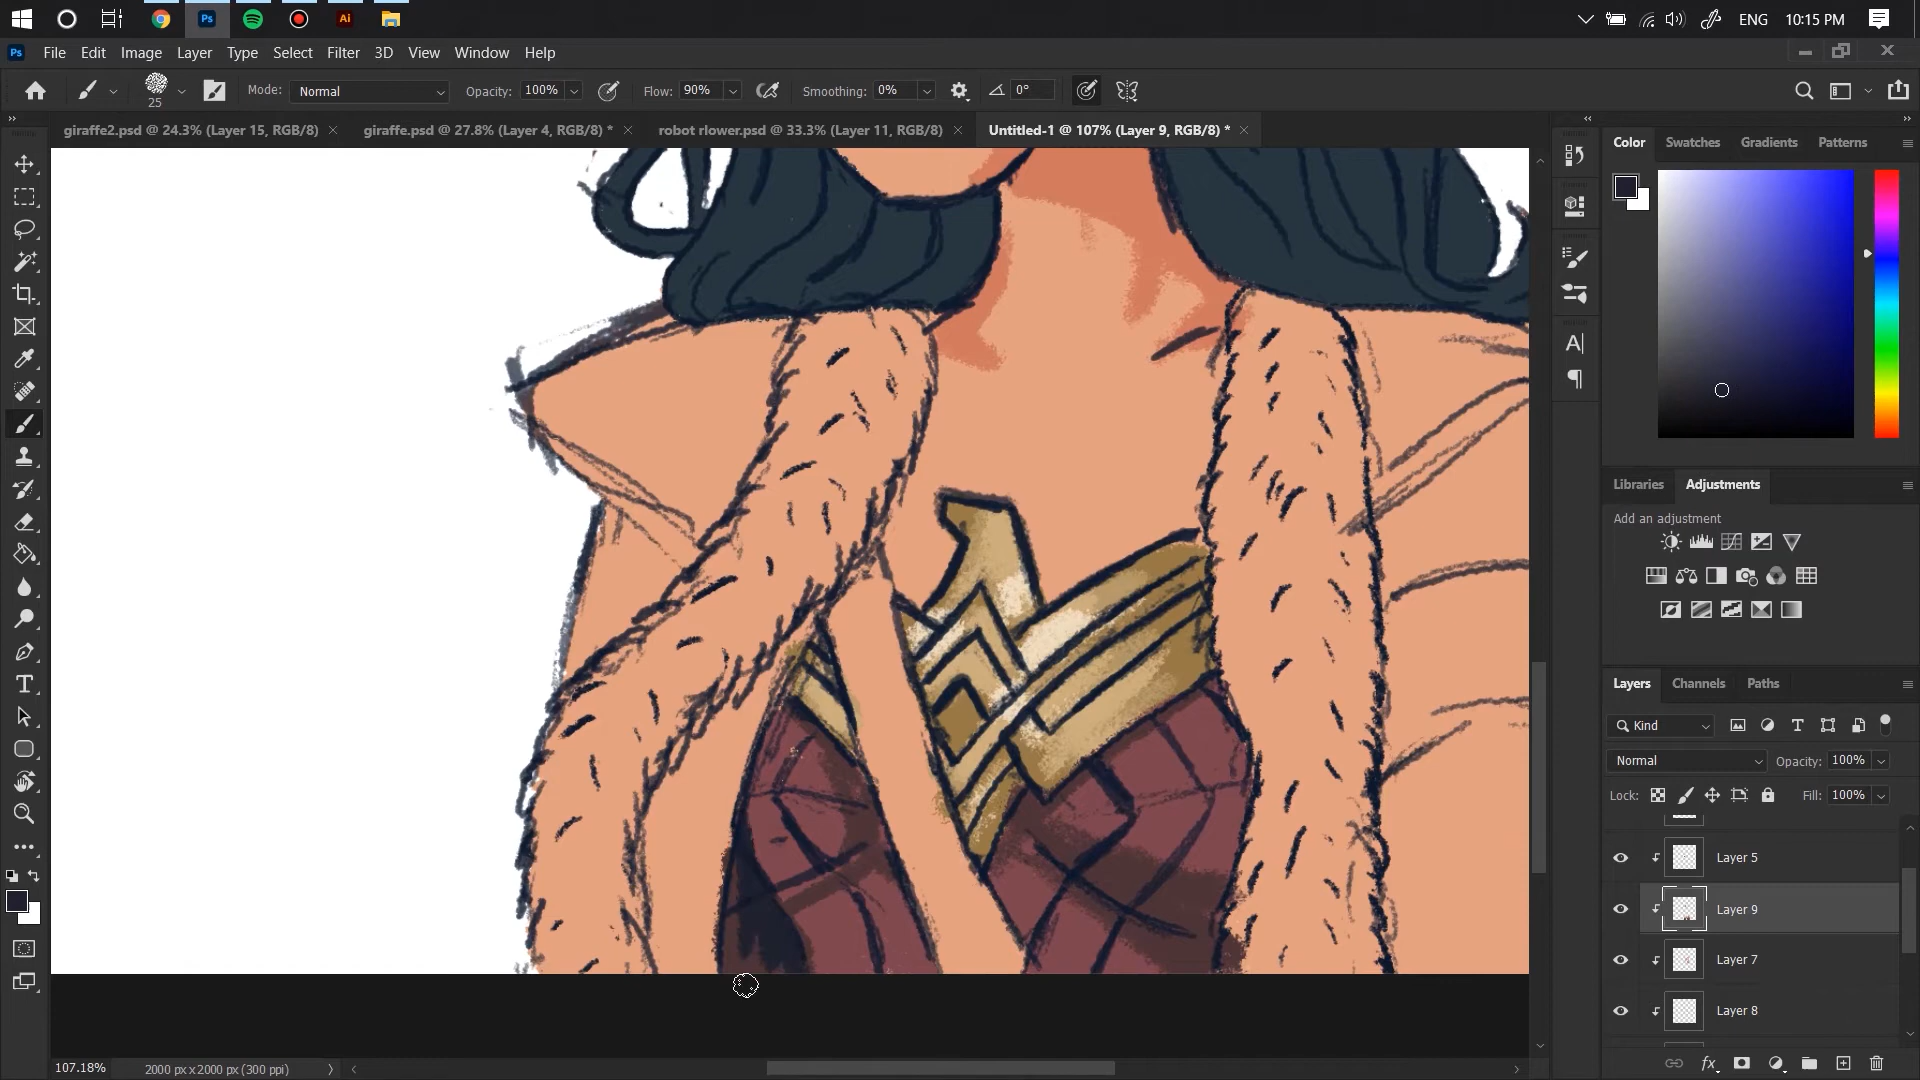 Ps Ai ENG 10:15 PM
Ps File Edit Image Layer Type Select Filter 3D View Window Help
25 Mode: Normal Opacity: 100% Flow: 90% Smoothing: 0% 0°
giraffe2.psd @ 24.3% (Layer 15, RGB/8) giraffe.psd @ 27.8% (Layer 4, RGB/8) * robot rlower.psd @ 33.3% (Layer 11, RGB/8) Untitled-1 @ 107% (Layer 9, RGB/8) *
Color Swatches Gradients Patterns
Libraries Adjustments
Add an adjustment
Layers Channels Paths
Kind
Normal Opacity: 100%
Lock: Fill: 100%
Layer 5
Layer 9
Layer 7
Layer 8
107.18% 2000 px x 2000 px (300 ppi)